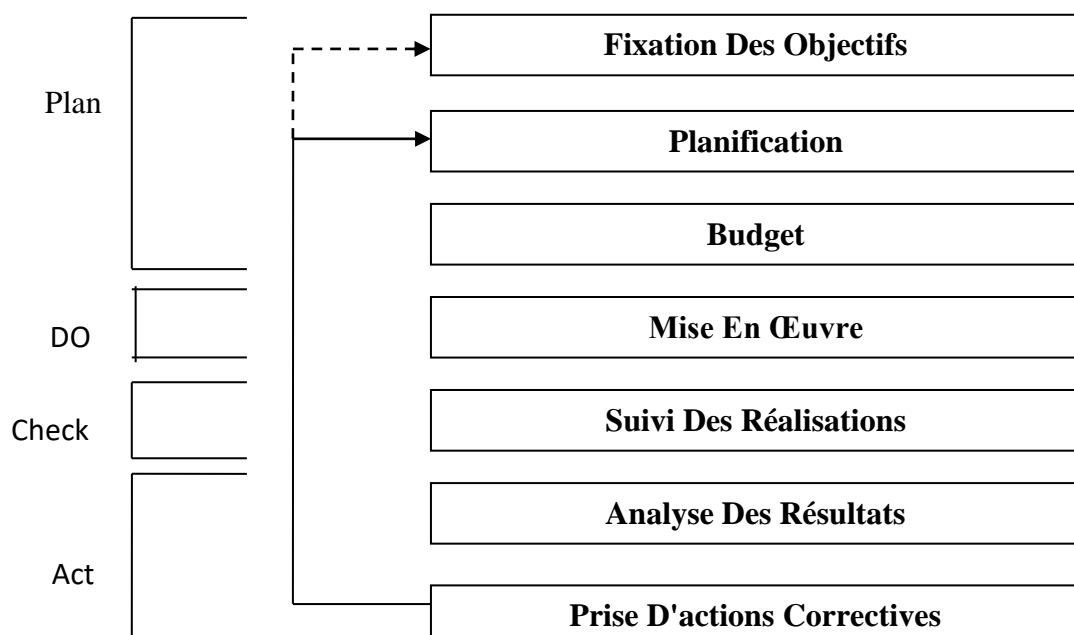 Fixation Des Objectifs
Plan
Planification
Budget
DO
Mise En Œuvre
Check
Suivi Des Réalisations
Analyse Des Résultats
Act
Prise D'actions Correctives